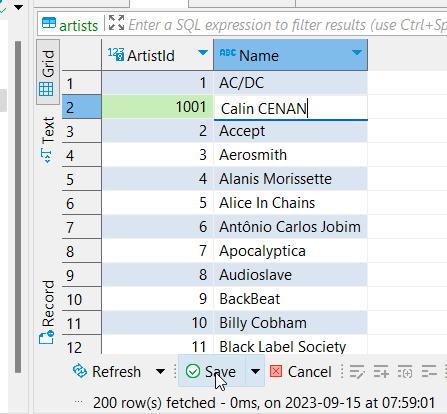 artists Enter a SQL expression to filter results (use Ctrl+Sp
Grid
Text
Record
123 ArtistId ABC Name
1 1 AC/DC
2 1001 Calin CENAN
3 2 Accept
4 3 Aerosmith
5 4 Alanis Morissette
6 5 Alice In Chains
7 6 Antônio Carlos Jobim
8 7 Apocalyptica
9 8 Audioslave
10 9 BackBeat
11 10 Billy Cobham
12 11 Black Label Society
Refresh Save Cancel
200 row(s) fetched - 0ms, on 2023-09-15 at 07:59:01